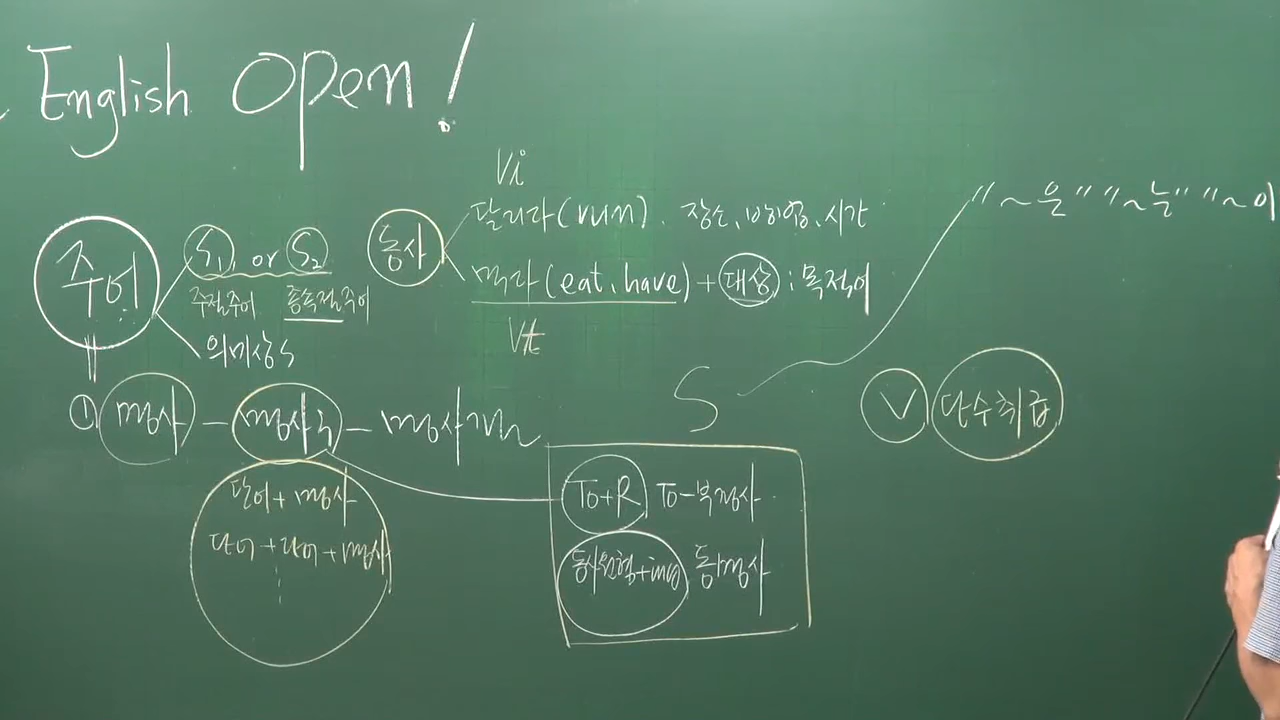 English Open!
Vi
달리다(run). 장소, 방법, 시간
"~은" "~는" "~이
주어
S₁, or S₂
주절주어 종속절주어
의미상 S
동사
먹다(eat, have) + 대상 : 목적어
Vt
① 명사 - 명사구 - 명사절
단어 + 명사
단어 + 단어 + 명사
S
V 단수취급
To+R To-부정사
동사원형+ing 동명사